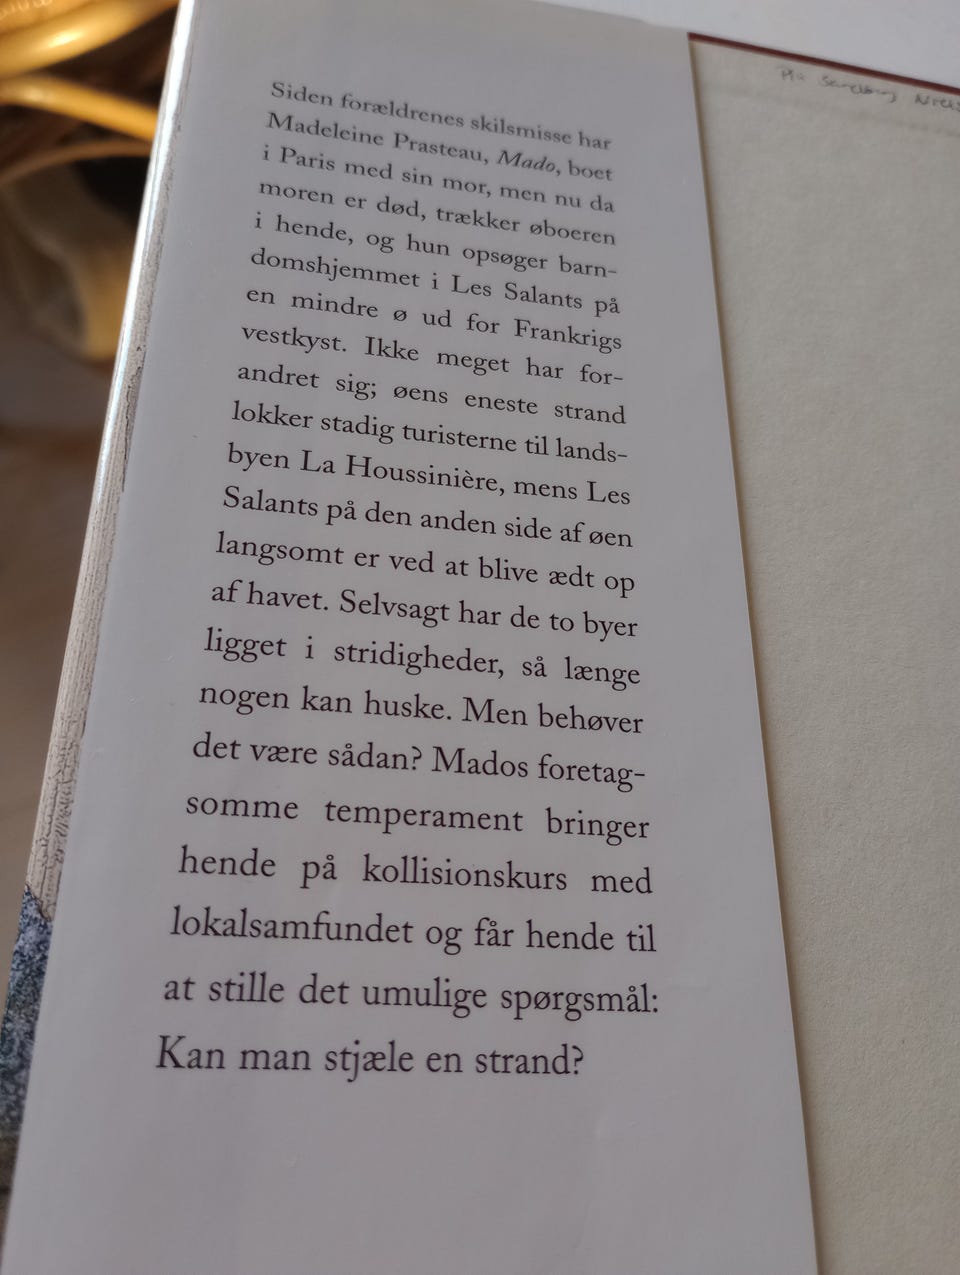 Siden forældrenes skilsmisse har
Madeleine Prasteau, Mado, boet
i Paris med sin mor, men nu da
moren er død, trækker øboeren
i hende, og hun opsøger barn-
domshjemmet i Les Salants på
en mindre ø ud for Frankrigs
vestkyst. Ikke meget har for-
andret sig; øens eneste strand
lokker stadig turisterne til lands-
byen La Houssinière, mens Les
Salants på den anden side af øen
langsomt er ved at blive ædt op
af havet. Selvsagt har de to byer
ligget i stridigheder, så længe
nogen kan huske. Men behøver
det være sådan? Mados foretag-
somme temperament bringer
hende på kollisionskurs med
lokalsamfundet og får hende til
at stille det umulige spørgsmål:
Kan man stjæle en strand?